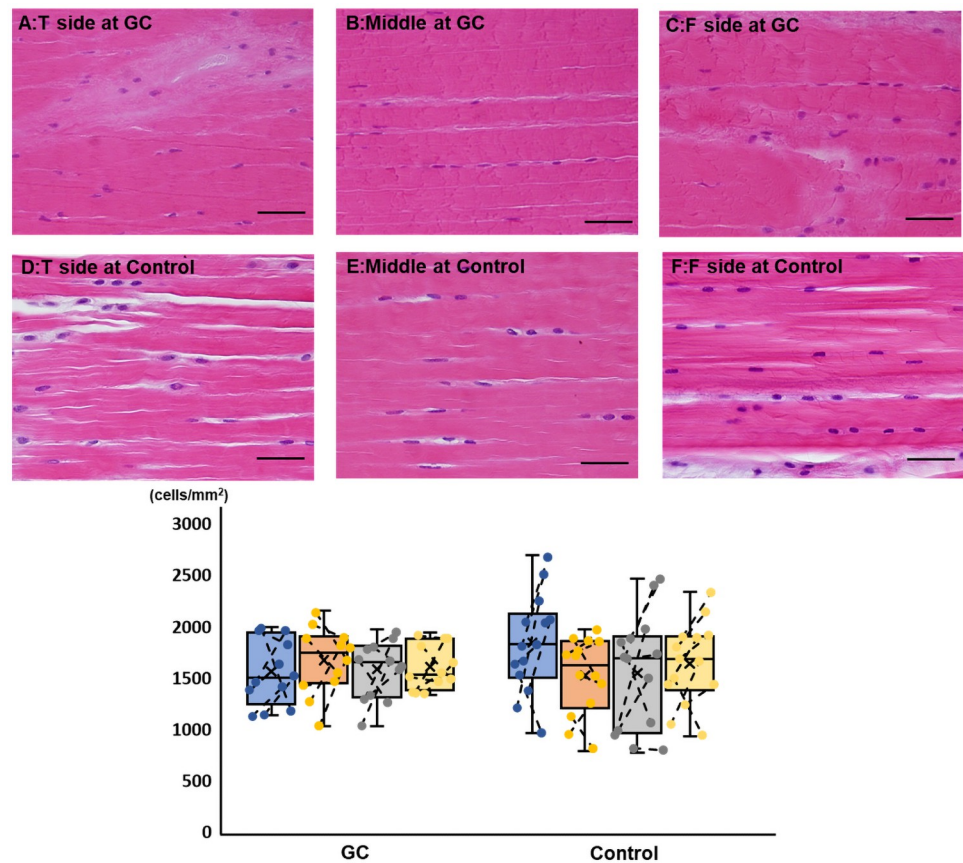 A:T side at GC
B:Middle at GC
C:F side at GC
D:T side at Control
E:Middle at Control
F:F side at Control
(cells/mm²)
3000
2500
2000
1500
1000
500
0
GC
Control